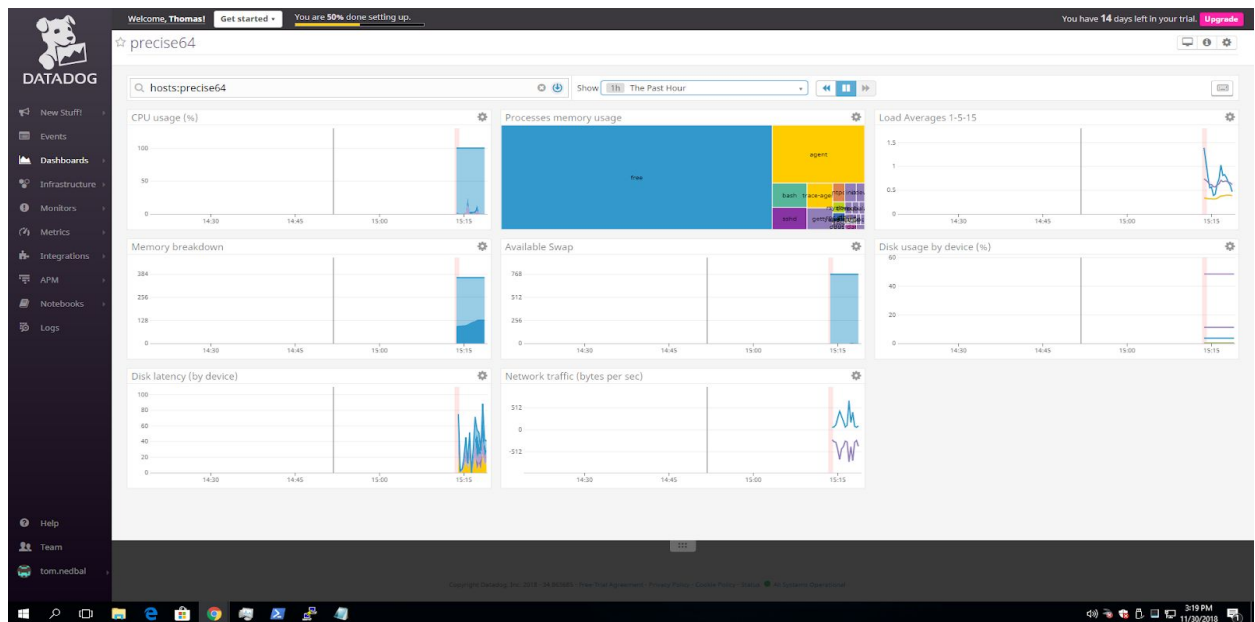 Welcome, Thomas!
Get started
You are 50% done setting up.
You have 14 days left in your trial.
Upgrade
DATADOG
precise64
hosts:precise64
Show
1h The Past Hour
New Stuff!
Events
Dashboards
Infrastructure
Monitors
Metrics
Integrations
APM
Notebooks
Logs
Help
Team
tom.nedbal
CPU usage (%)
100
50
0
14:30 14:45 15:00 15:15
Processes memory usage
free
agent
bash
trace-age
sshd
getty
Load Averages 1-5-15
1.5
1
0.5
0
14:30 14:45 15:00 15:15
Memory breakdown
384
256
128
0
14:30 14:45 15:00 15:15
Available Swap
768
512
256
0
14:30 14:45 15:00 15:15
Disk usage by device (%)
60
40
20
0
14:30 14:45 15:00 15:15
Disk latency (by device)
100
80
60
40
20
0
14:30 14:45 15:00 15:15
Network traffic (bytes per sec)
512
0
-512
14:30 14:45 15:00 15:15
3:19 PM
11/30/2018